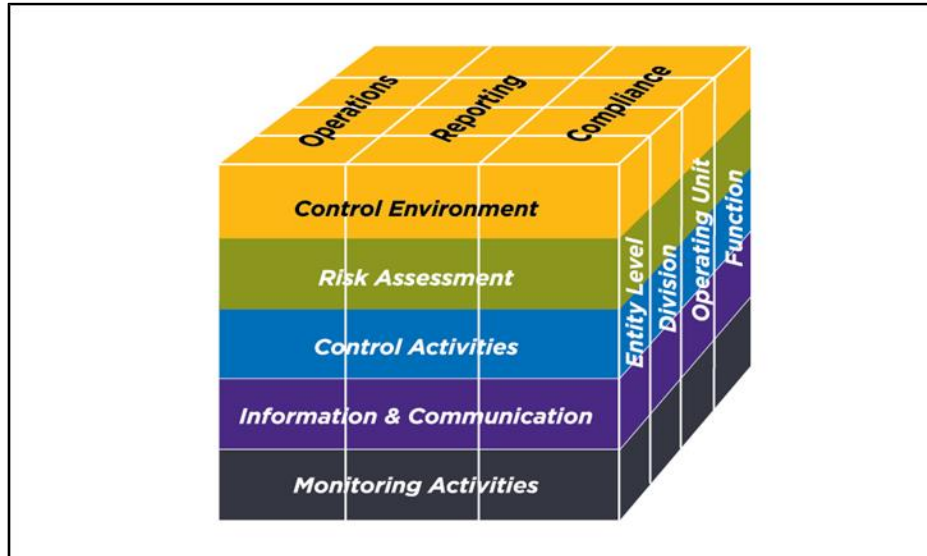 Operations
Reporting
Compliance
Control Environment
Risk Assessment
Control Activities
Information & Communication
Monitoring Activities
Entity Level
Division
Operating Unit
Function